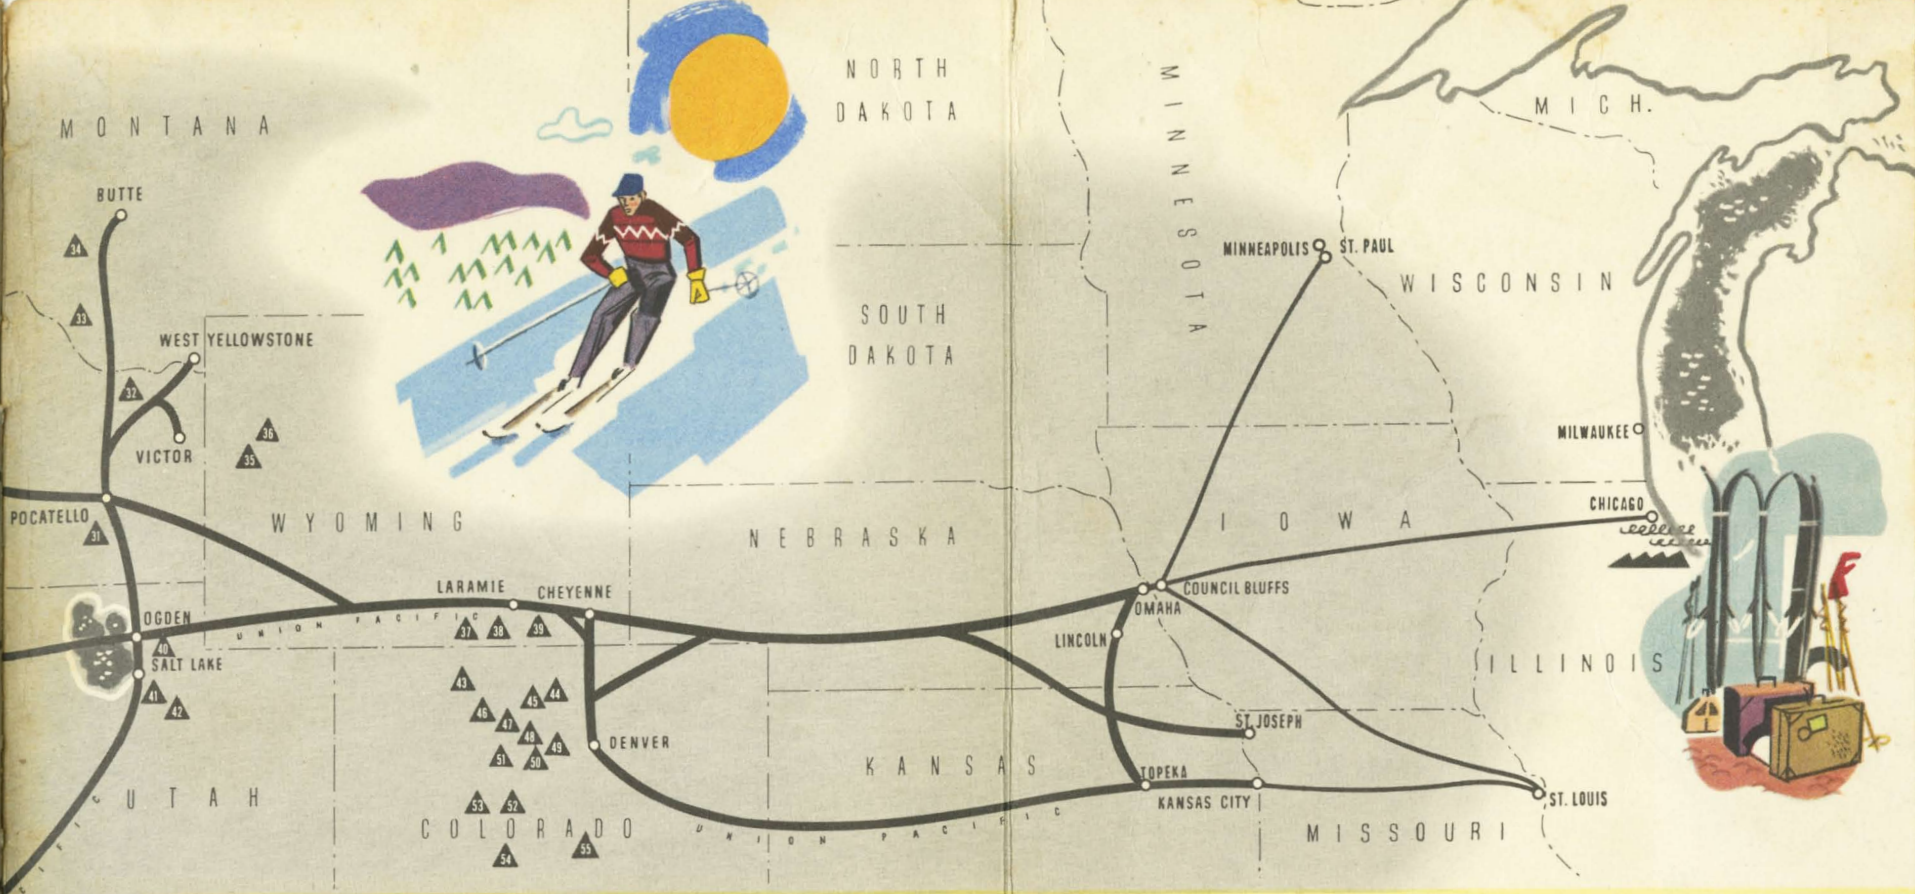 NORTH
DAKOTA
MINNESOTA
MICH.
MONTANA
BUTTE
34
MINNEAPOLIS
ST. PAUL
WISCONSIN
33
SOUTH
DAKOTA
WEST YELLOWSTONE
32
VICTOR
36
35
MILWAUKEE
CHICAGO
POCATELLO
31
WYOMING
NEBRASKA
IOWA
LARAMIE
CHEYENNE
COUNCIL BLUFFS
OMAHA
OGDEN
UNION PACIFIC
37
38
39
LINCOLN
40
SALT LAKE
ILLINOIS
41
42
43
44
45
46
47
48
49
50
51
DENVER
ST. JOSEPH
KANSAS
TOPEKA
KANSAS CITY
ST. LOUIS
UTAH
CIFIC
53
52
COLORADO
UNION PACIFIC
MISSOURI
54
55